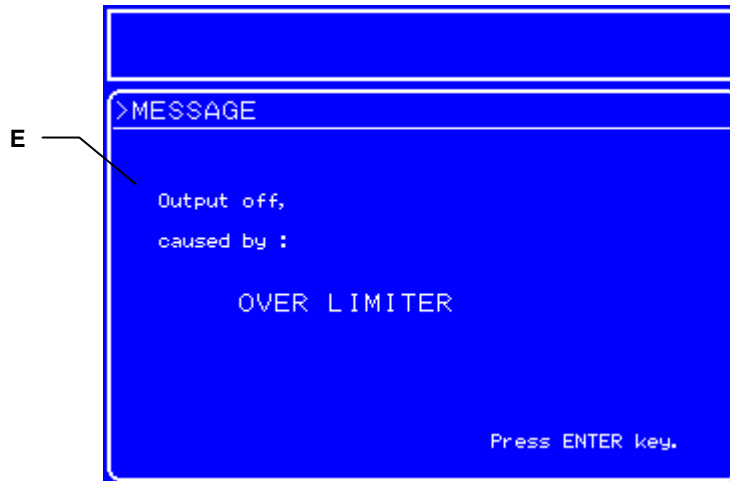 >MESSAGE
E
Output off,
caused by :
OVER LIMITER
Press ENTER key.